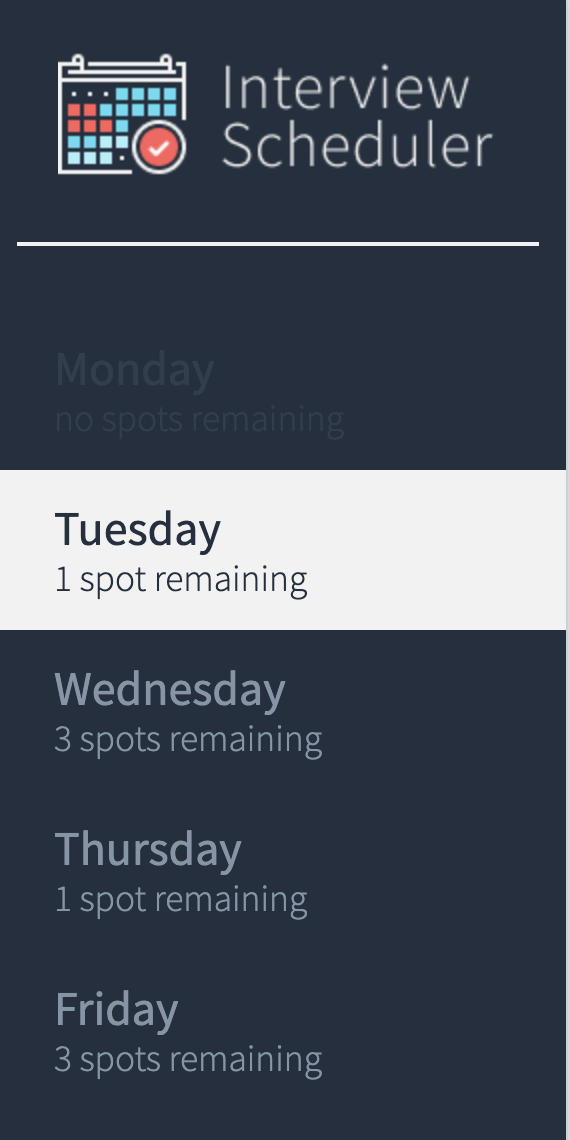 Interview
Scheduler
Monday
no spots remaining
Tuesday
1 spot remaining
Wednesday
3 spots remaining
Thursday
1 spot remaining
Friday
3 spots remaining